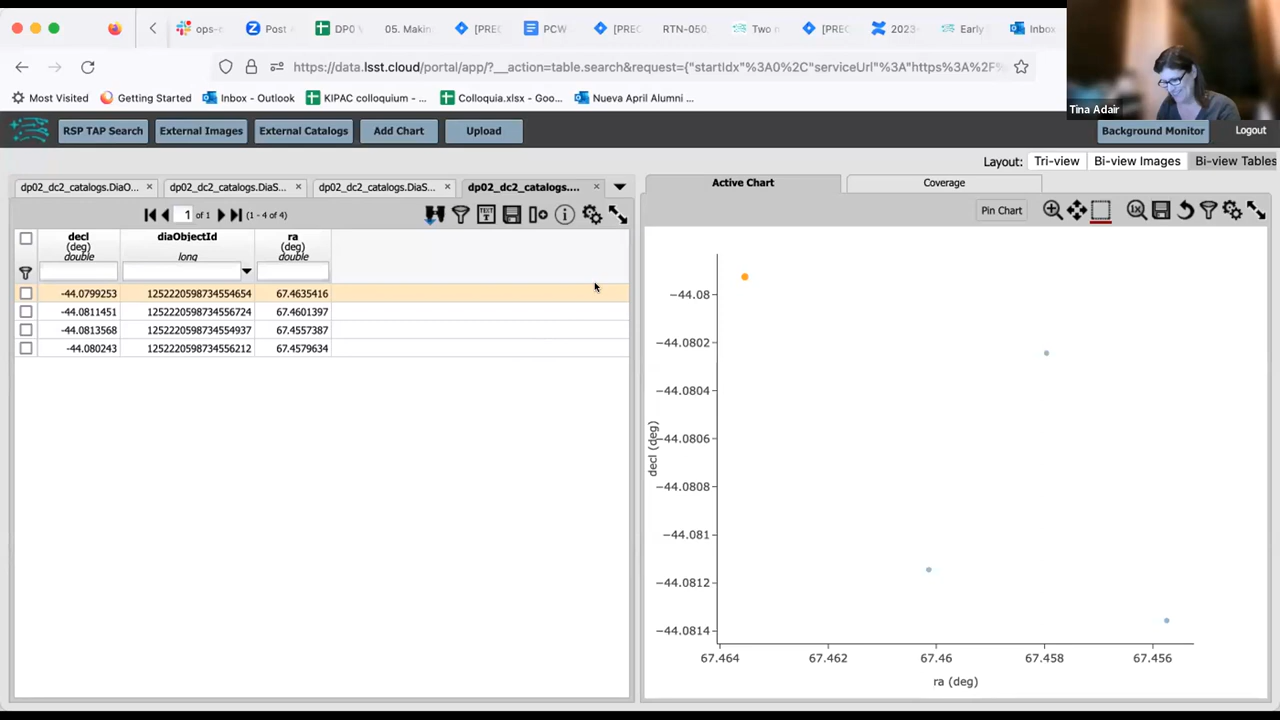 ops-
Post
DP0
05. Makin
[PREC
PCW
[PREC
RTN-050
Two n
[PREC
2023-
Early
Inbox
https://data.lsst.cloud/portal/app/?__action=table.search&request={"startIdx"%3A0%2C"serviceUrl"%3A"https%3A%2F
Most Visited Getting Started Inbox - Outlook KIPAC colloquium - ... Colloquia.xlsx - Goo... Nueva April Alumni ...
Tina Adair
RSP TAP Search External Images External Catalogs Add Chart Upload Background Monitor Logout
Layout: Tri-view Bi-view Images Bi-view Tables
dp02_dc2_catalogs.DiaO... dp02_dc2_catalogs.DiaS... dp02_dc2_catalogs.DiaS... dp02_dc2_catalogs....
Active Chart Coverage
1 of 1 (1 - 4 of 4)
Pin Chart
decl diaObjectId ra
(deg) (deg)
double long double
-44.0799253 1252220598734554654 67.4635416
-44.0811451 1252220598734556724 67.4601397
-44.0813568 1252220598734554937 67.4557387
-44.080243 1252220598734556212 67.4579634
−44.08
−44.0802
−44.0804
−44.0806
−44.0808
−44.081
−44.0812
−44.0814
decl (deg)
67.464 67.462 67.46 67.458 67.456
ra (deg)